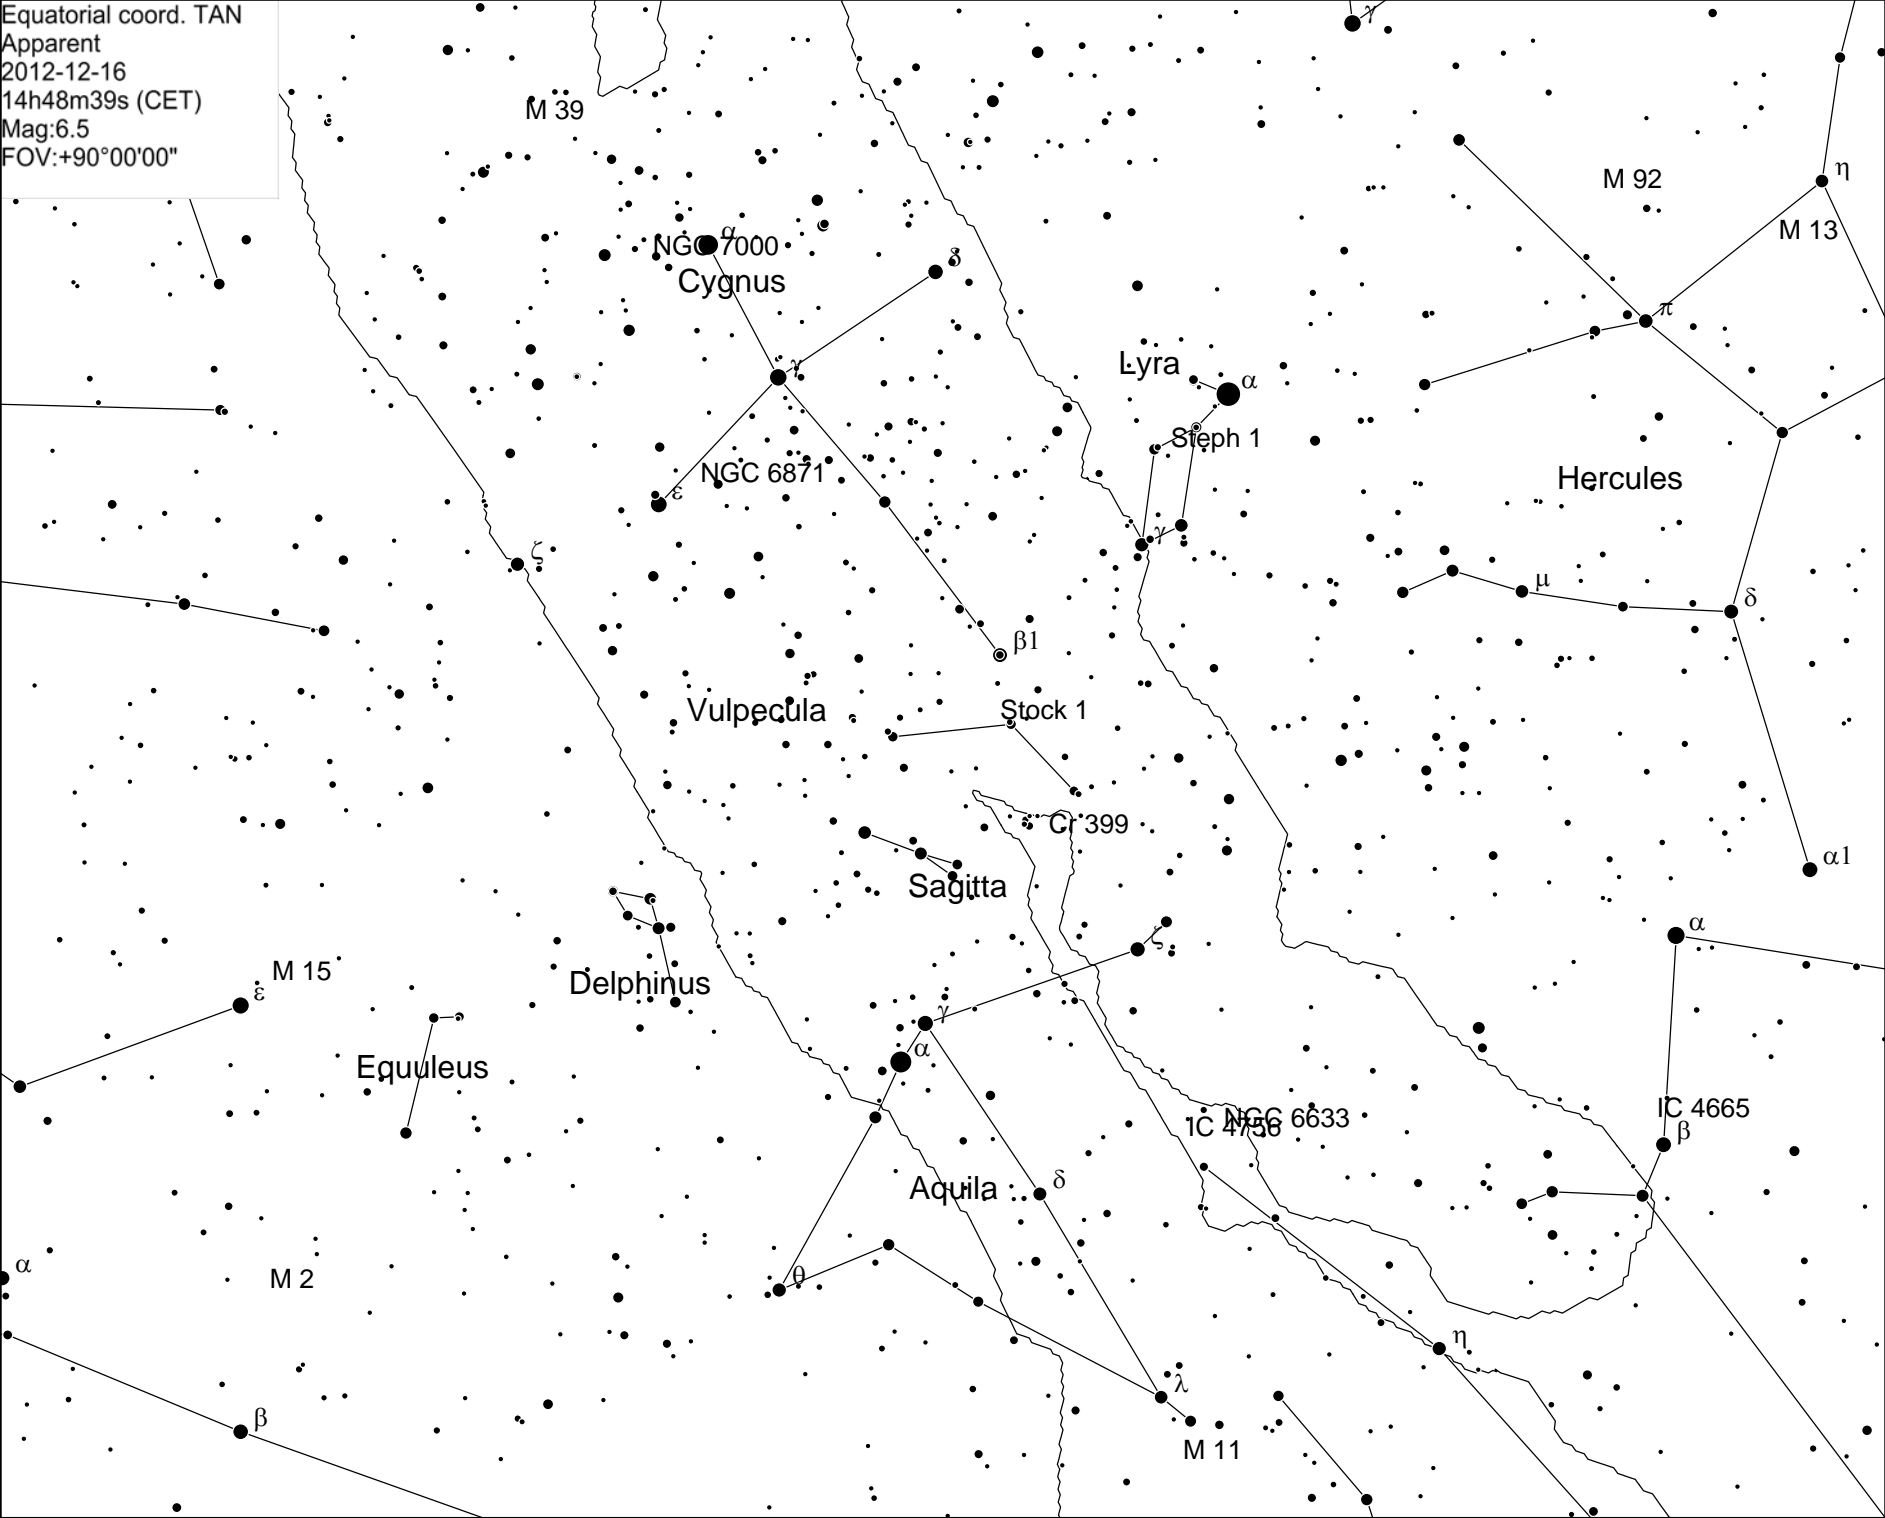 Equatorial coord. TAN
Apparent
2012-12-16
14h48m39s (CET)
Mag:6.5
FOV:+90°00'00"
γ
M 39
M 92
η
M 13
α
NGC 7000
δ
Cygnus
π
γ
Lyra
α
Steph 1
NGC 6871
ε
Hercules
ζ
γ
μ
δ
β1
Vulpecula
Stock 1
Cr 399
α1
Sagitta
α
ζ
M 15
Delphinus
ε
γ
α
Equuleus
NGC 6633
IC 4756
IC 4665
β
Aquila
δ
α
M 2
θ
η
λ
β
M 11